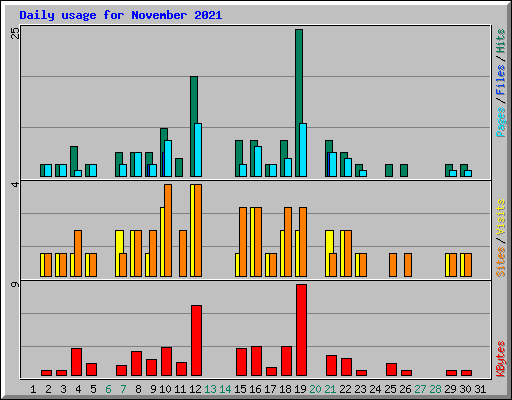 Daily usage for November 2021
25
4
9
Pages/Files/Hits
Sites/Visits
KBytes
1 2 3 4 5 6 7 8 9 10 11 12 13 14 15 16 17 18 19 20 21 22 23 24 25 26 27 28 29 30 31